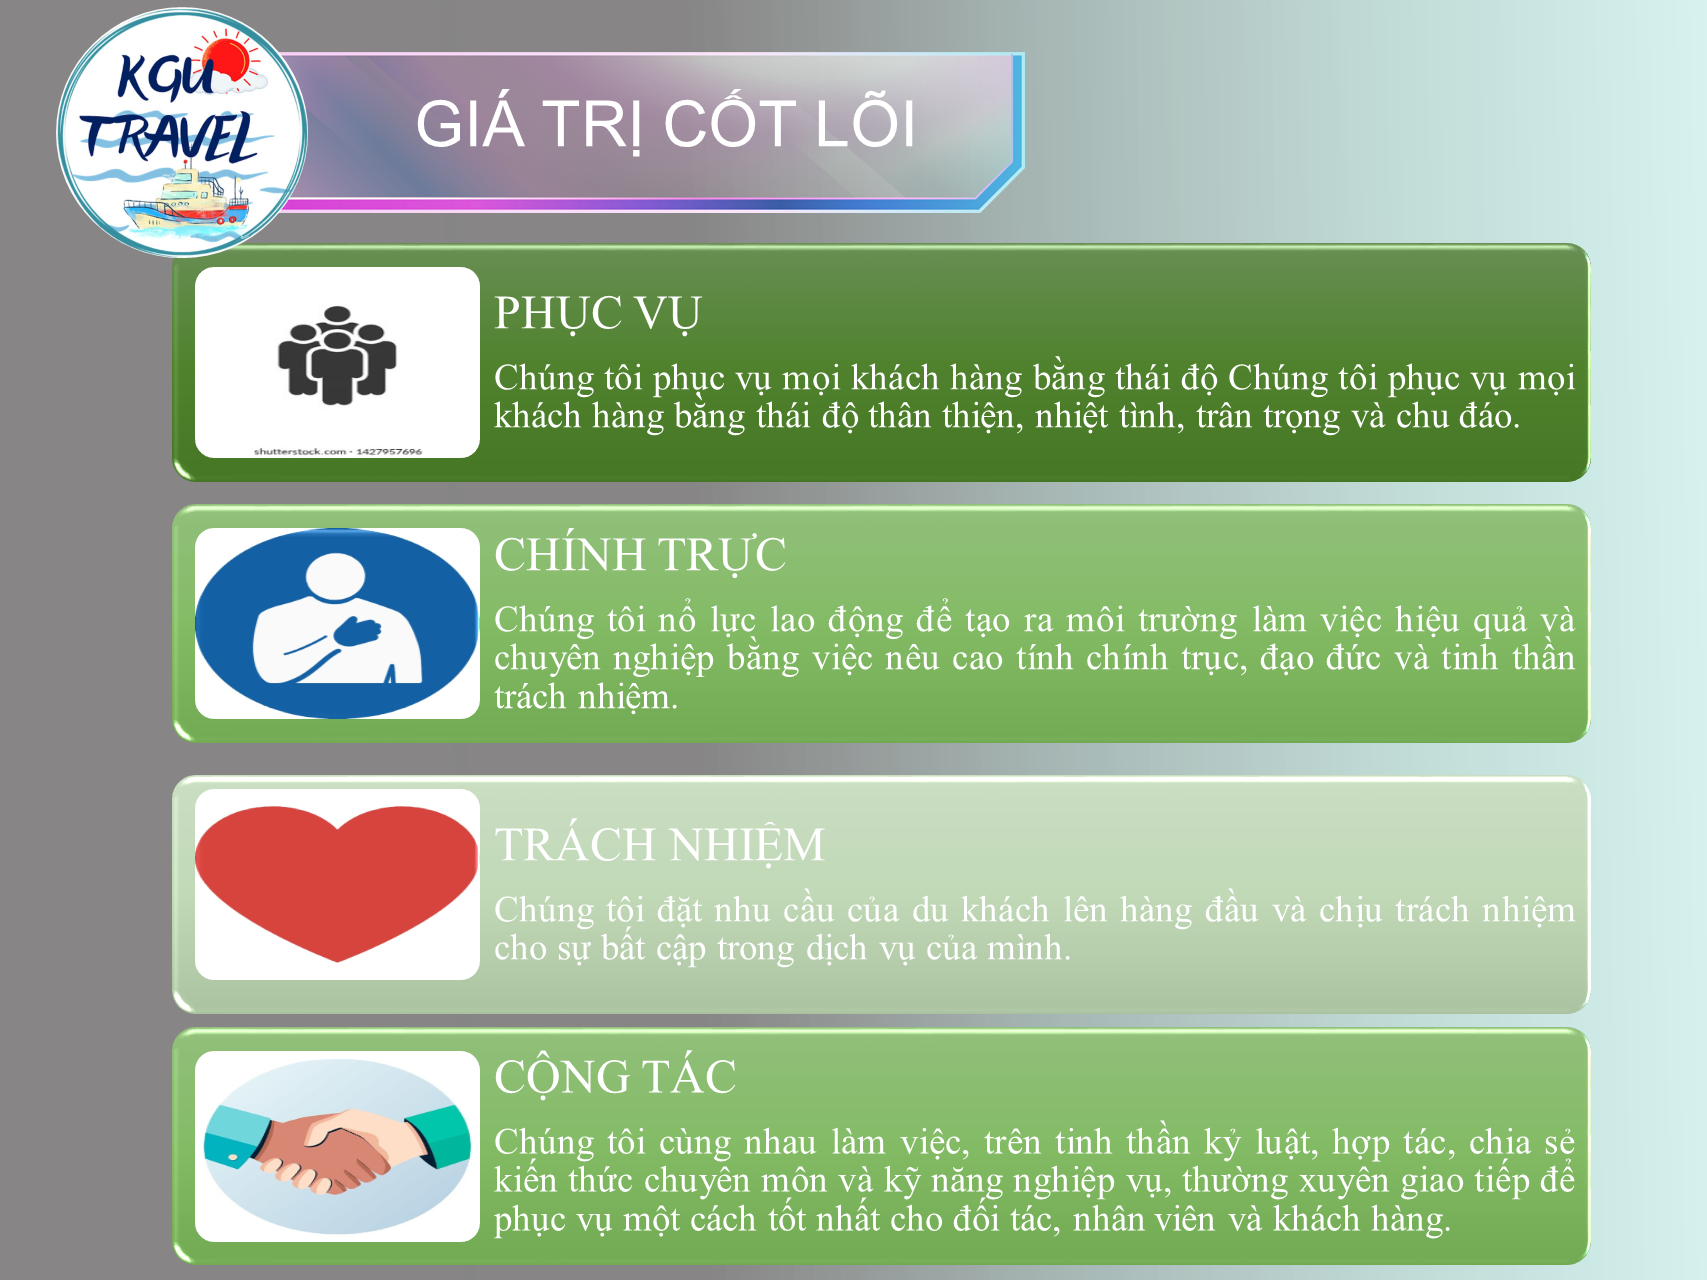 KGU
TRAVEL
GIÁ TRỊ CỐT LÕI
shutterstock.com · 1427957696
PHỤC VỤ
Chúng tôi phục vụ mọi khách hàng bằng thái độ Chúng tôi phục vụ mọi
khách hàng bằng thái độ thân thiện, nhiệt tình, trân trọng và chu đáo.
CHÍNH TRỰC
Chúng tôi nổ lực lao động để tạo ra môi trường làm việc hiệu quả và
chuyên nghiệp bằng việc nêu cao tính chính trục, đạo đức và tinh thần
trách nhiệm.
TRÁCH NHIỆM
Chúng tôi đặt nhu cầu của du khách lên hàng đầu và chịu trách nhiệm
cho sự bất cập trong dịch vụ của mình.
CỘNG TÁC
Chúng tôi cùng nhau làm việc, trên tinh thần kỷ luật, hợp tác, chia sẻ
kiến thức chuyên môn và kỹ năng nghiệp vụ, thường xuyên giao tiếp để
phục vụ một cách tốt nhất cho đối tác, nhân viên và khách hàng.